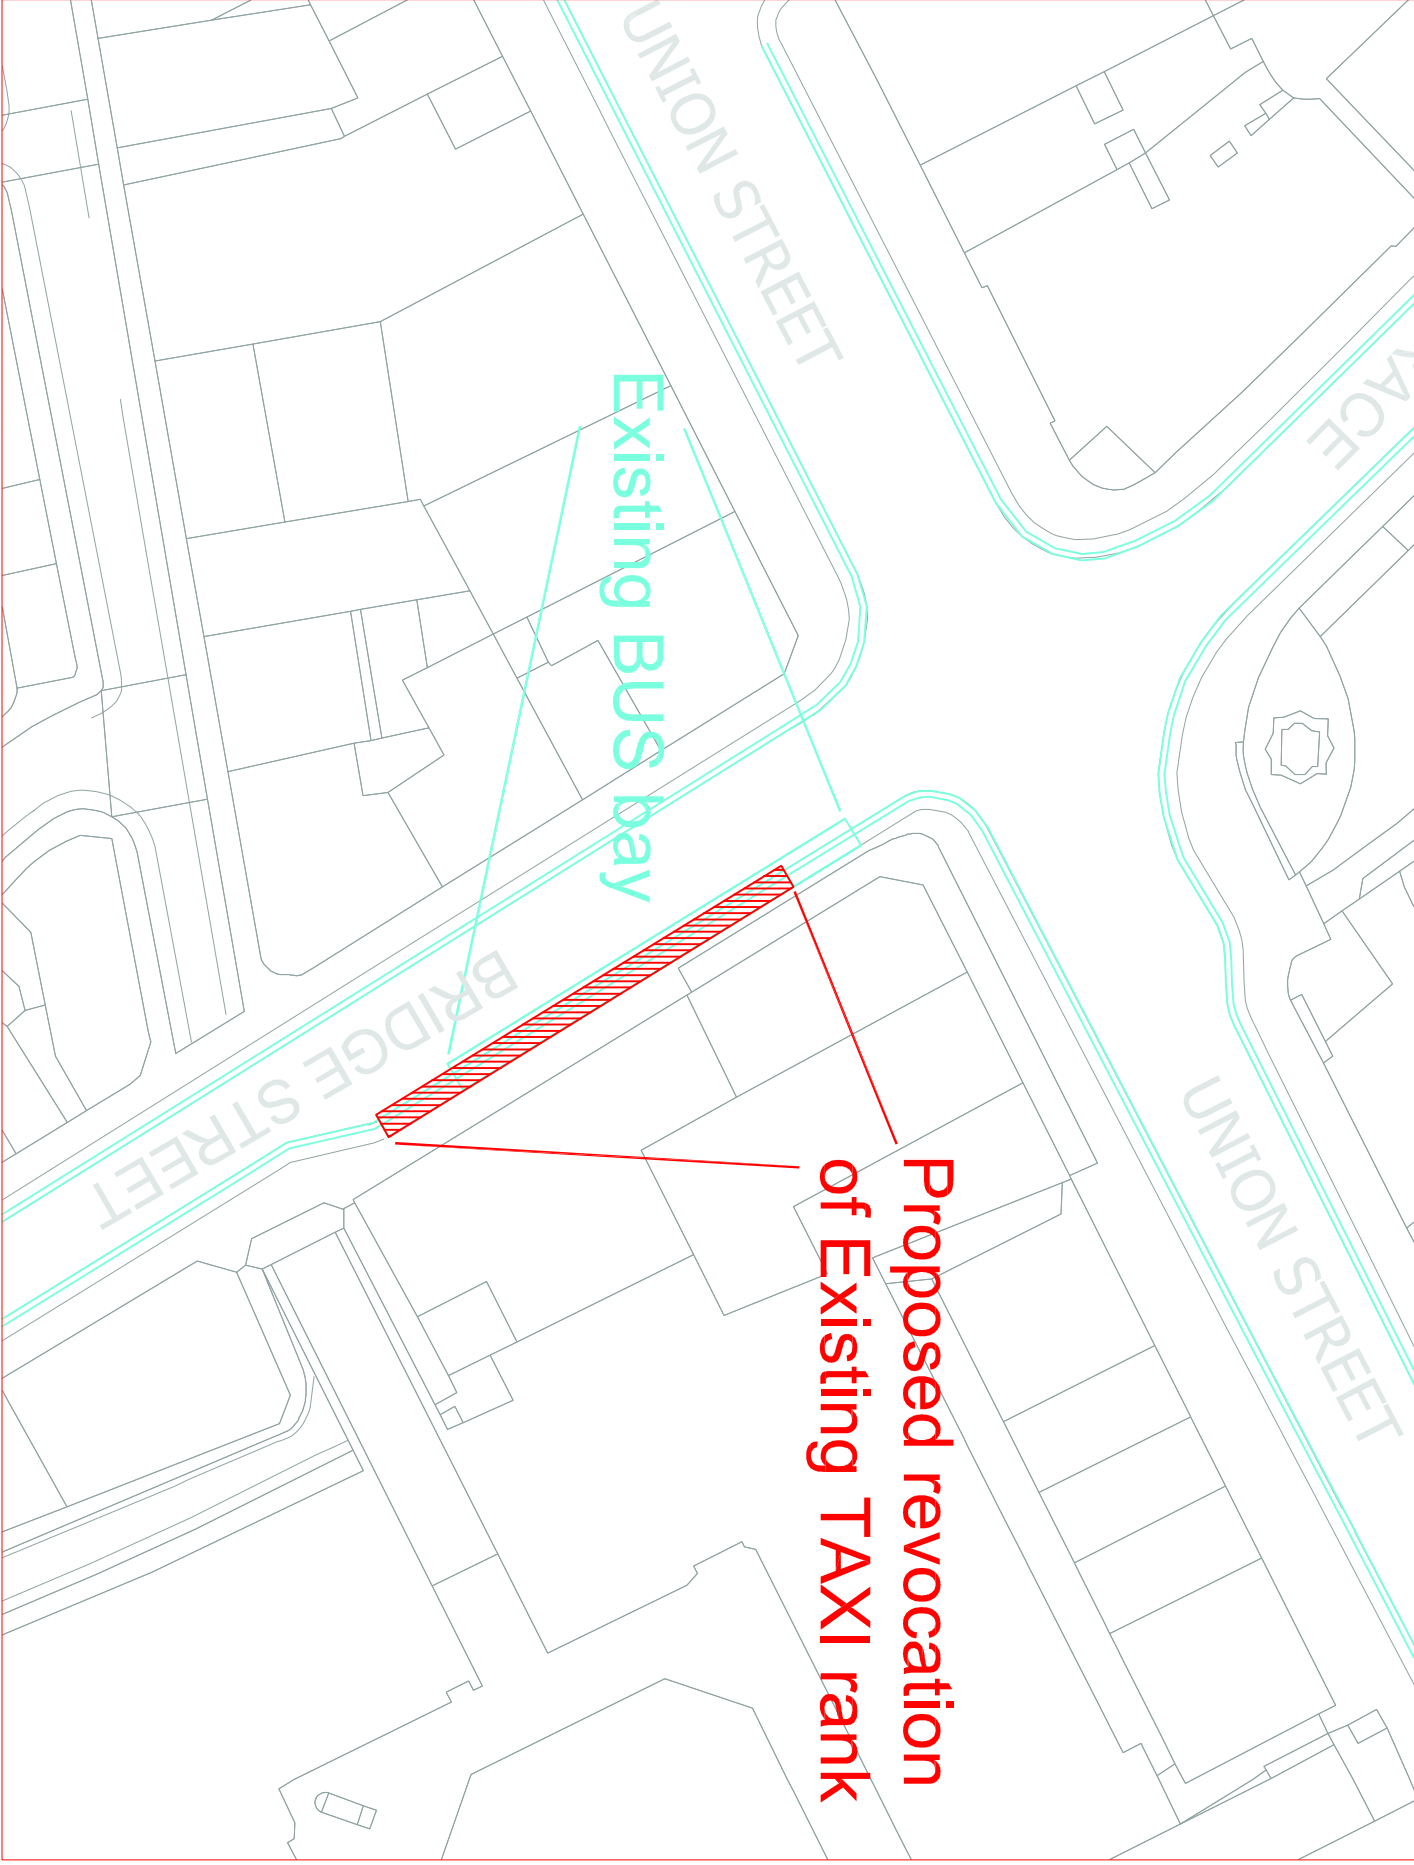 UNION STREET
Existing BUS bay
BRIDGE STREET
Proposed revocation
of Existing TAXI rank
UNION STREET
ACE